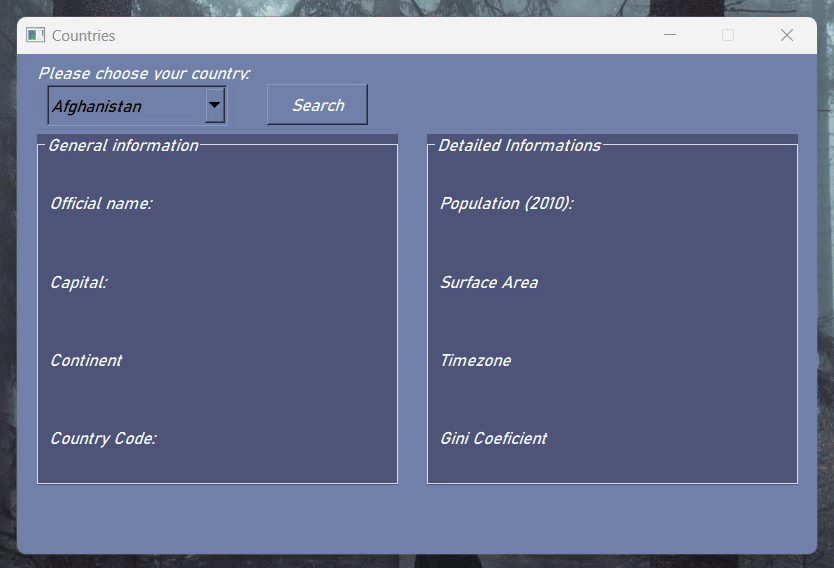 Countries
Please choose your country:
Afghanistan
Search
General information
Official name:
Capital:
Continent
Country Code:
Detailed Informations
Population (2010):
Surface Area
Timezone
Gini Coeficient